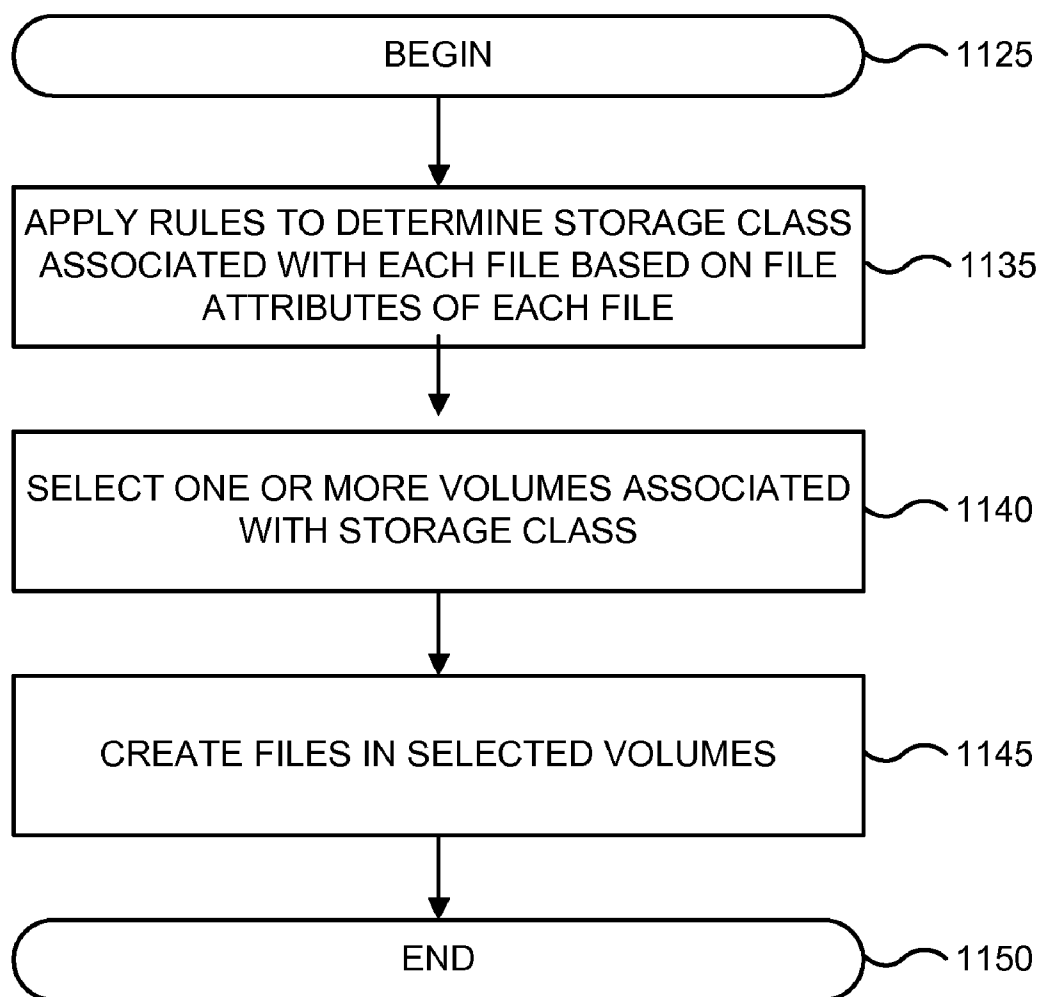 BEGIN
1125
APPLY RULES TO DETERMINE STORAGE CLASS
ASSOCIATED WITH EACH FILE BASED ON FILE
ATTRIBUTES OF EACH FILE
1135
SELECT ONE OR MORE VOLUMES ASSOCIATED
WITH STORAGE CLASS
1140
CREATE FILES IN SELECTED VOLUMES
1145
END
1150